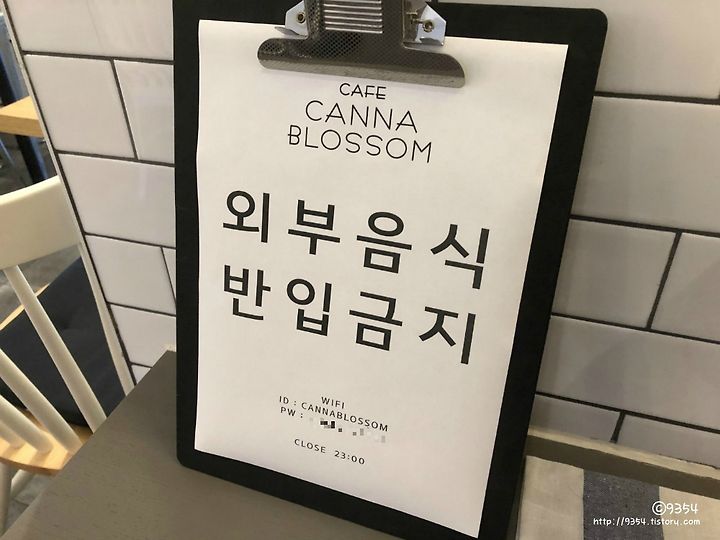 CAFE
CANNA
BLOSSOM
외부음식
반입금지
WIFI
ID : CANNABLOSSOM
PW :
CLOSE 23:00
©9354
http://9354.tistory.com